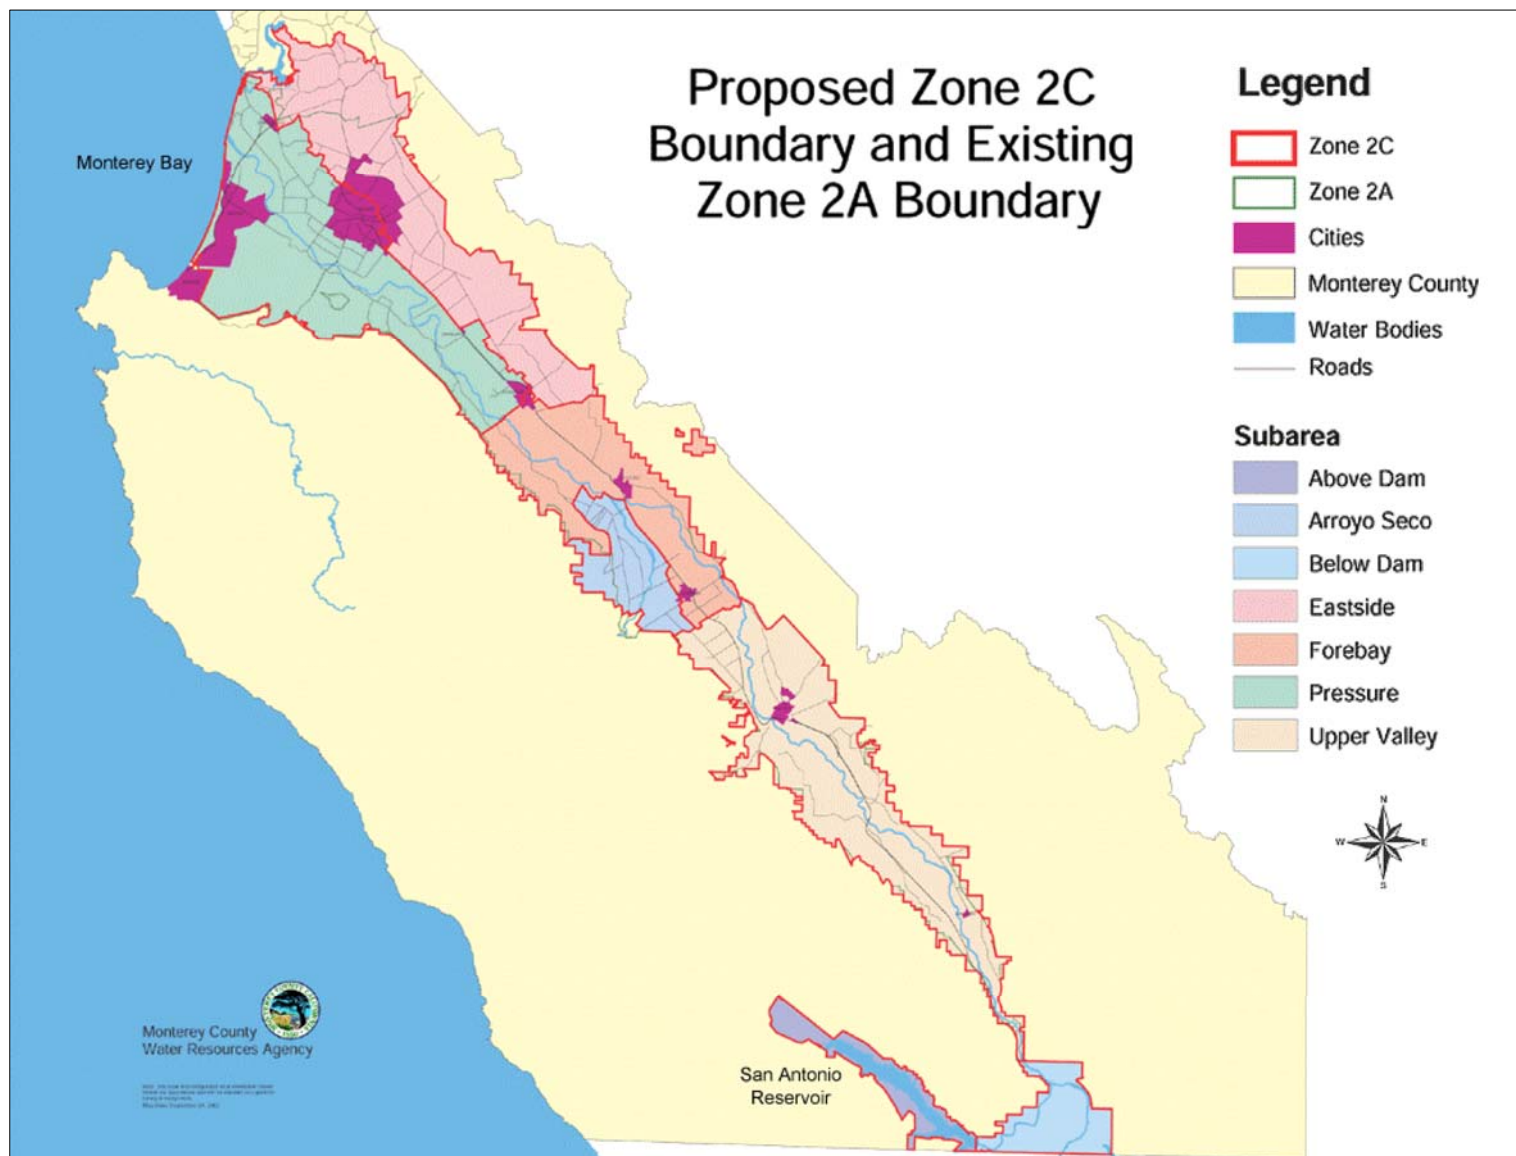 Proposed Zone 2C
Boundary and Existing
Zone 2A Boundary
Legend
Zone 2C
Zone 2A
Cities
Monterey County
Water Bodies
Roads
Subarea
Above Dam
Arroyo Seco
Below Dam
Eastside
Forebay
Pressure
Upper Valley
N
W
E
S
Monterey Bay
San Antonio
Reservoir
Monterey County
Water Resources Agency